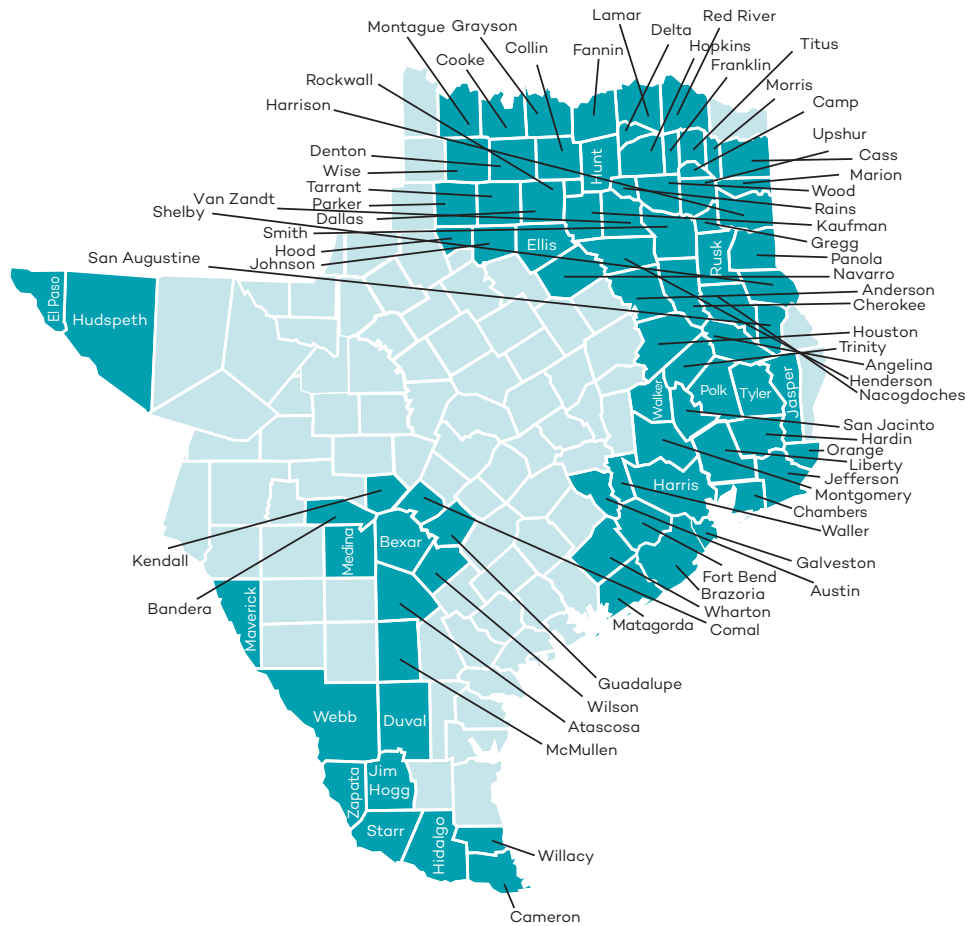 Lamar
Red River
Montague
Grayson
Delta
Collin
Fannin
Hopkins
Titus
Cooke
Franklin
Rockwall
Morris
Harrison
Camp
Upshur
Denton
Hunt
Cass
Wise
Marion
Tarrant
Wood
Van Zandt
Parker
Rains
Shelby
Dallas
Kaufman
Smith
Gregg
Hood
Ellis
Rusk
Panola
San Augustine
Johnson
Navarro
El Paso
Anderson
Hudspeth
Cherokee
Houston
Trinity
Angelina
Henderson
Nacogdoches
Walker
Polk
Tyler
Jasper
San Jacinto
Hardin
Orange
Liberty
Jefferson
Harris
Montgomery
Chambers
Waller
Kendall
Medina
Bexar
Galveston
Fort Bend
Austin
Brazoria
Bandera
Wharton
Maverick
Matagorda
Comal
Guadalupe
Wilson
Webb
Duval
Atascosa
McMullen
Zapata
Jim
Hogg
Starr
Hidalgo
Willacy
Cameron